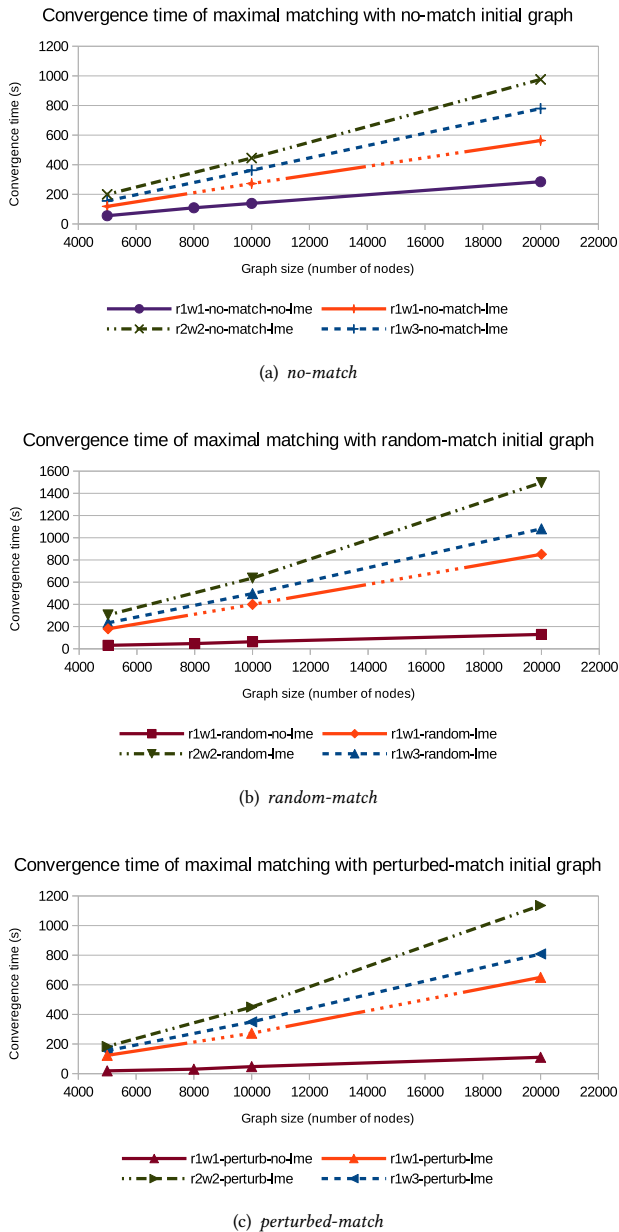 Convergence time of maximal matching with no-match initial graph
1200
1000
800
600
400
200
0
4000 6000 8000 10000 12000 14000 16000 18000 20000 22000
Convergence time (s)
Graph size (number of nodes)
r1w1-no-match-no-lme r1w1-no-match-lme
r2w2-no-match-lme r1w3-no-match-lme
(a) no-match
Convergence time of maximal matching with random-match initial graph
1600
1400
1200
1000
800
600
400
200
0
4000 6000 8000 10000 12000 14000 16000 18000 20000 22000
Convergence time (s)
Graph size (number of nodes)
r1w1-random-no-lme r1w1-random-lme
r2w2-random-lme r1w3-random-lme
(b) random-match
Convergence time of maximal matching with perturbed-match initial graph
1200
1000
800
600
400
200
0
4000 6000 8000 10000 12000 14000 16000 18000 20000 22000
Converegence time (s)
Graph size (number of nodes)
r1w1-perturb-no-lme r1w1-perturb-lme
r2w2-perturb-lme r1w3-perturb-lme
(c) perturbed-match